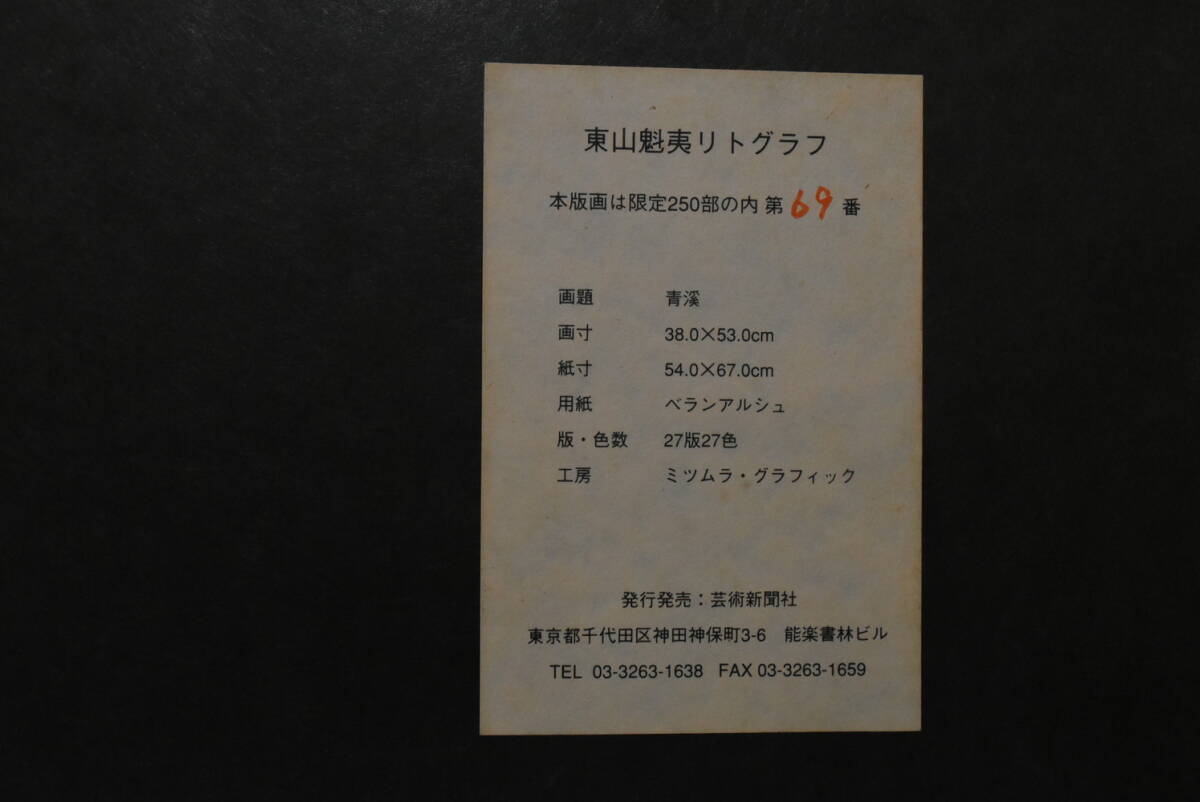 東山魁夷リトグラフ
本版画は限定250部の内 第 69 番
画題 青溪
画寸 38.0×53.0cm
紙寸 54.0×67.0cm
用紙 ベランアルシュ
版・色数 27版27色
工房 ミツムラ・グラフィック
発行発売：芸術新聞社
東京都千代田区神田神保町3-6 能楽書林ビル
TEL 03-3263-1638 FAX 03-3263-1659